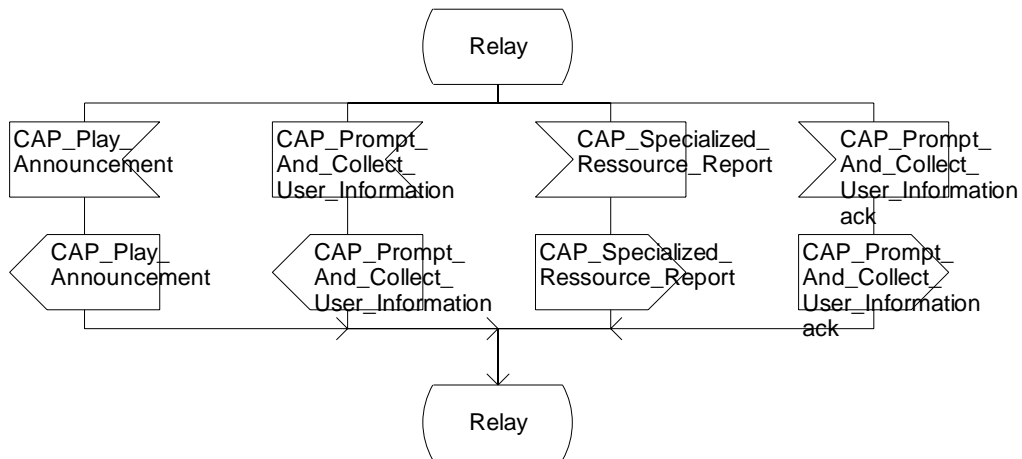 Relay
CAP_Play_
Announcement
CAP_Prompt_
And_Collect_
User_Information
CAP_Specialized_
Ressource_Report
CAP_Prompt_
And_Collect_
User_Information
ack
CAP_Play_
Announcement
CAP_Prompt_
And_Collect_
User_Information
CAP_Specialized_
Ressource_Report
CAP_Prompt_
And_Collect_
User_Information
ack
Relay